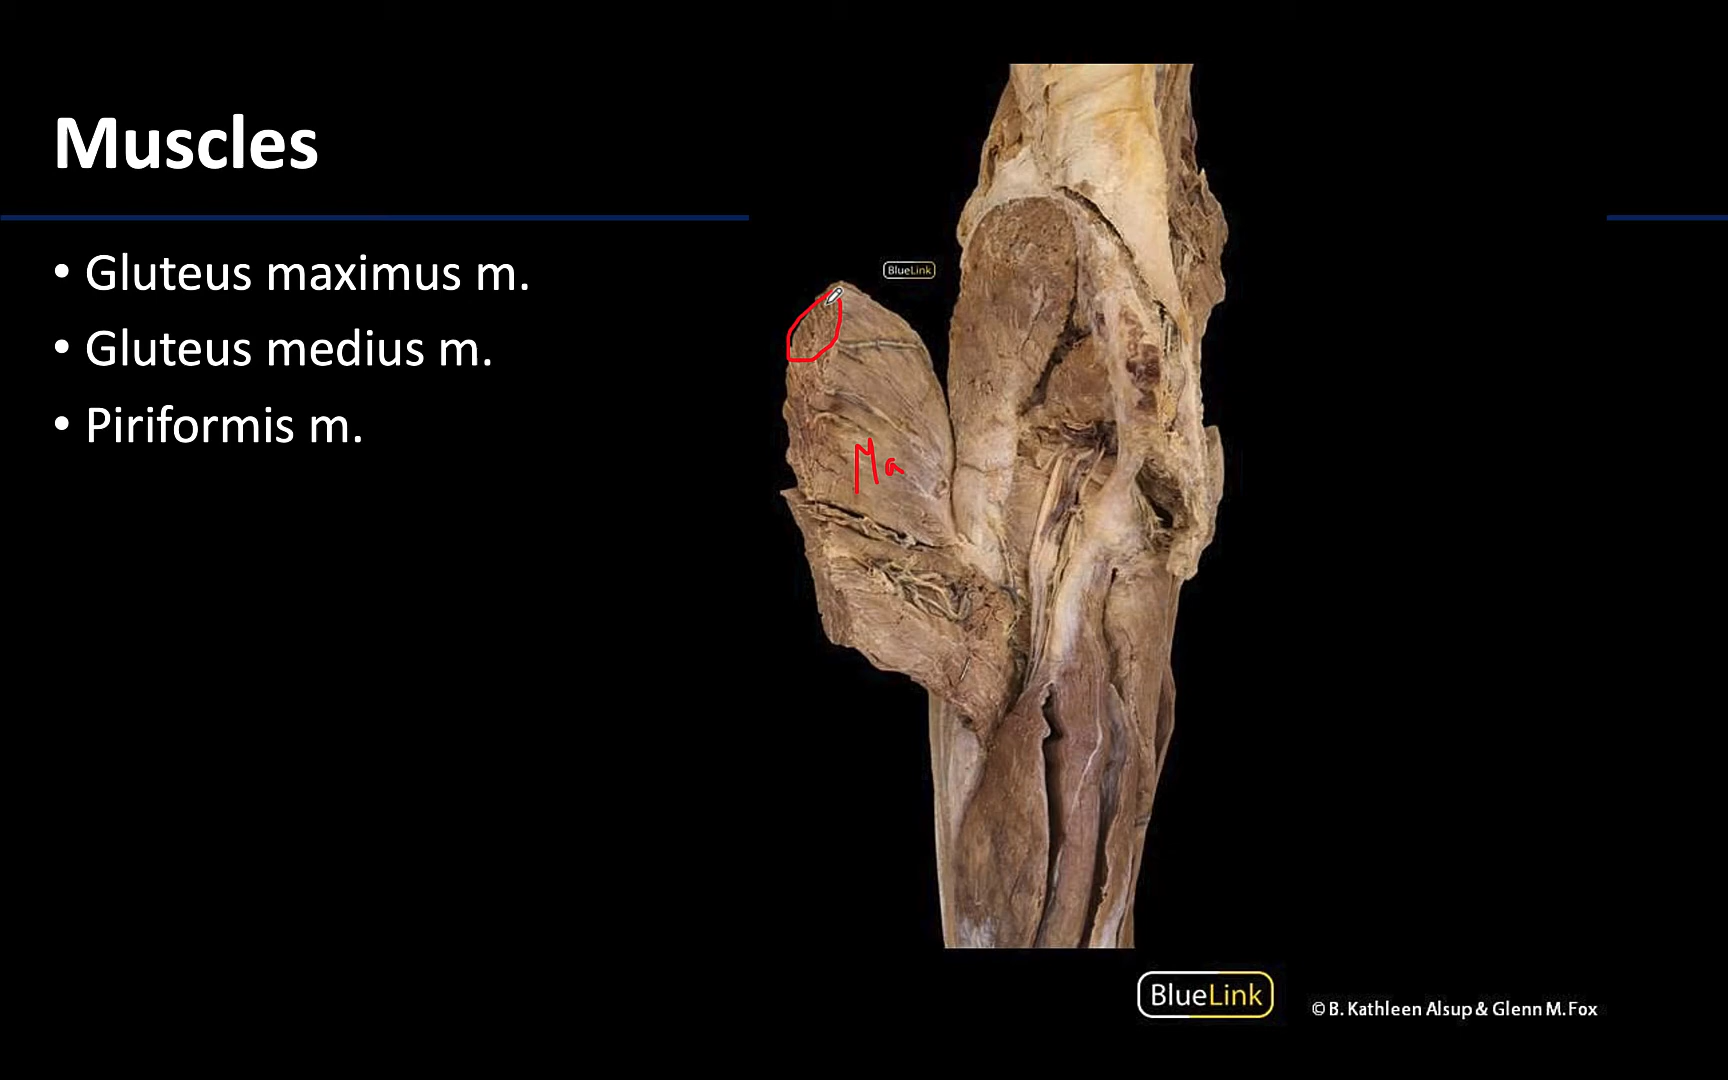 Muscles
• Gluteus maximus m.
• Gluteus medius m.
• Piriformis m.
BlueLink
Ma
BlueLink
© B. Kathleen Alsup & Glenn M. Fox